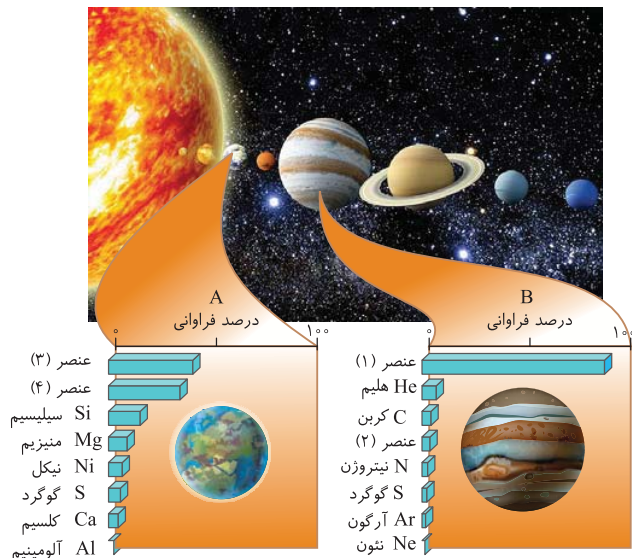 A
درصد فراوانی
۰
۱۰۰
عنصر (۳)
عنصر (۴)
Si سیلیسیم
Mg منیزیم
Ni نیکل
S گوگرد
Ca کلسیم
Al آلومینیم
B
درصد فراوانی
۰
۱۰۰
عنصر (۱)
He هلیم
C کربن
عنصر (۲)
N نیتروژن
S گوگرد
Ar آرگون
Ne نئون